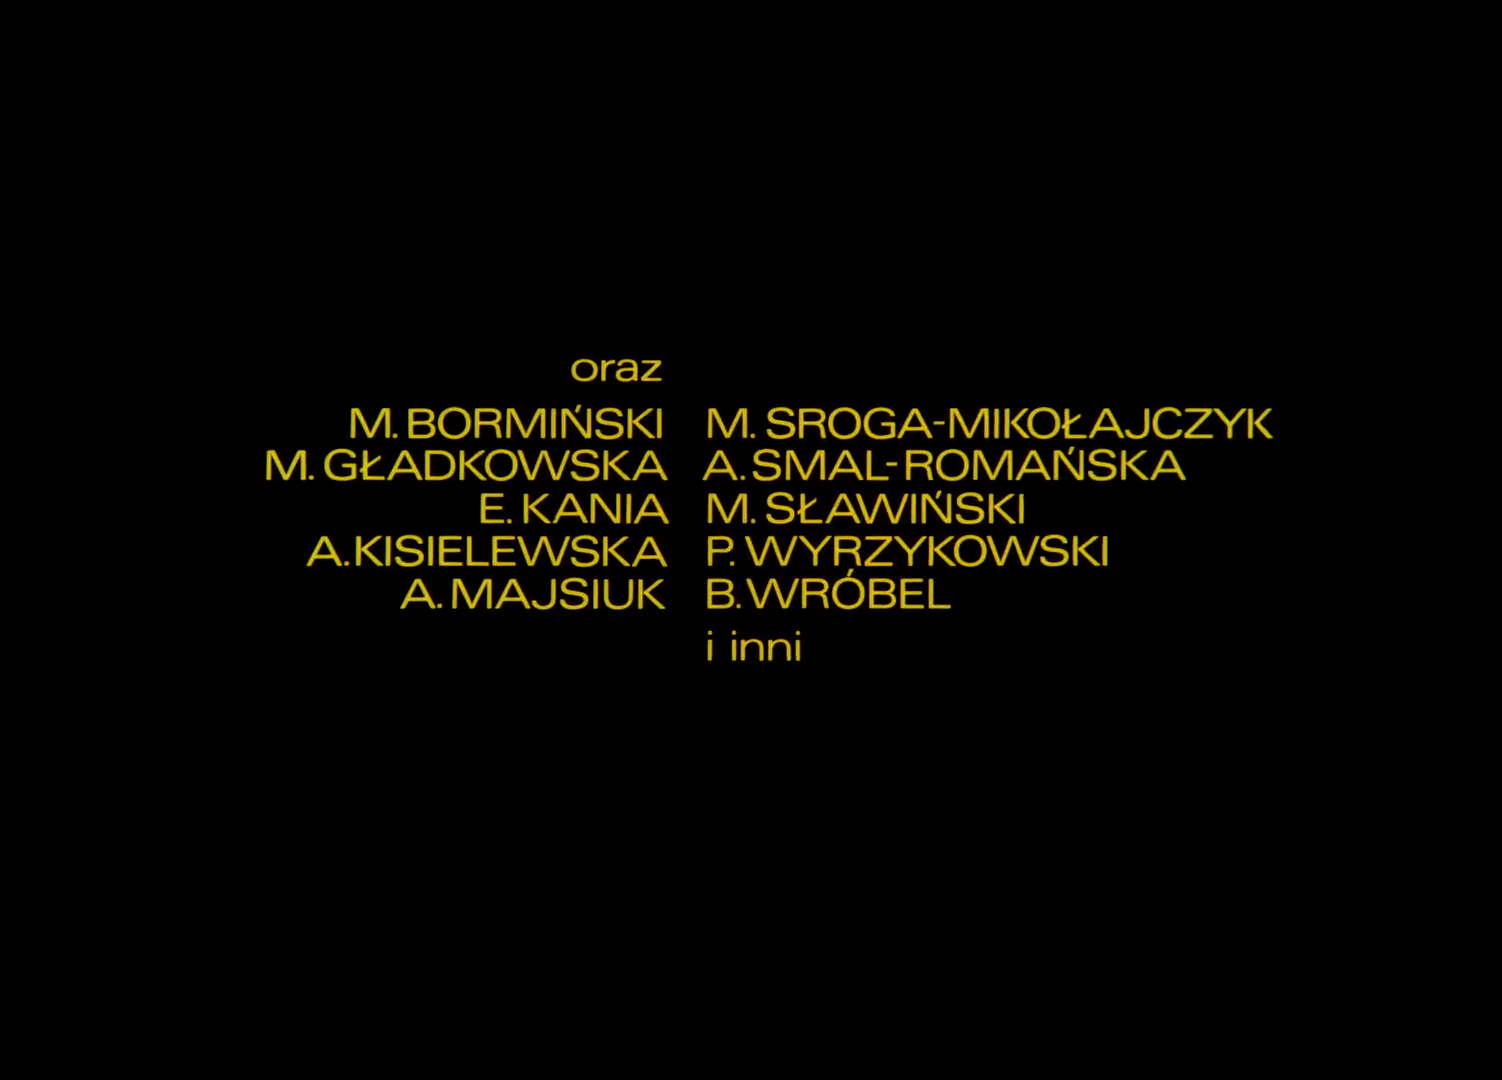 oraz
M. BORMIŃSKI M. SROGA-MIKOŁAJCZYK
M. GŁADKOWSKA A. SMAL-ROMAŃSKA
E. KANIA M. SŁAWIŃSKI
A. KISIELEWSKA P. WYRZYKOWSKI
A. MAJSIUK B. WRÓBEL
i inni